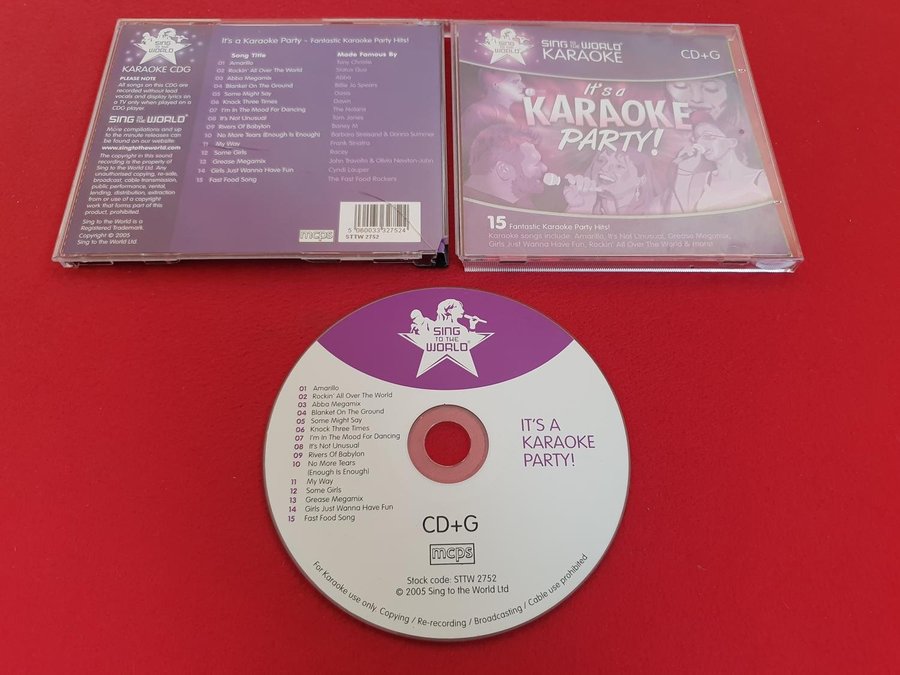 SING
TO THE
WORLD
KARAOKE CDG
PLEASE NOTE
All songs on this CDG are
recorded without lead
vocals and display lyrics on
a TV only when played on a
CDG player.
SING TO THE WORLD®
More compilations and up
to the minute releases can
be found on our website
www.singtotheworld.com
The copyright in this sound
recording is the property of
Sing to the World Ltd. Any
unauthorised copying, re-sale,
broadcast, cable transmission,
public performance, rental,
lending, distribution, extraction
from or use of a copyright
work that forms part of this
product, prohibited.
Sing to the World is a
Registered Trademark.
Copyright © 2005
Sing to the World Ltd.
It's a Karaoke Party - Fantastic Karaoke Party Hits!
Song Title Made Famous By
01 Amarillo Tony Christie
02 Rockin' All Over The World Status Quo
03 Abba Megamix Abba
04 Blanket On The Ground Billie Jo Spears
05 Some Might Say Oasis
06 Knock Three Times Dawn
07 I'm In The Mood For Dancing The Nolans
08 It's Not Unusual Tom Jones
09 Rivers Of Babylon Boney M
10 No More Tears (Enough Is Enough) Barbara Streisand & Donna Summer
11 My Way Frank Sinatra
12 Some Girls Racey
13 Grease Megamix John Travolta & Olivia Newton-John
14 Girls Just Wanna Have Fun Cyndi Lauper
15 Fast Food Song The Fast Food Rockers
mcps
5 060033 327524
STTW 2752
SING
TO THE
WORLD
SING TO THE WORLD®
KARAOKE
CD+G
It's a
KARAOKE
PARTY!
15 Fantastic Karaoke Party Hits!
Karaoke songs include: Amarillo, It's Not Unusual, Grease Megamix,
Girls Just Wanna Have Fun, Rockin' All Over The World & more!
SING
TO THE
WORLD
01 Amarillo
02 Rockin' All Over The World
03 Abba Megamix
04 Blanket On The Ground
05 Some Might Say
06 Knock Three Times
07 I'm In The Mood For Dancing
08 It's Not Unusual
09 Rivers Of Babylon
10 No More Tears
(Enough Is Enough)
11 My Way
12 Some Girls
13 Grease Megamix
14 Girls Just Wanna Have Fun
15 Fast Food Song
IT'S A
KARAOKE
PARTY!
CD+G
mcps
Stock code: STTW 2752
© 2005 Sing to the World Ltd
For Karaoke use only. Copying / Re-recording / Broadcasting / Cable use prohibited